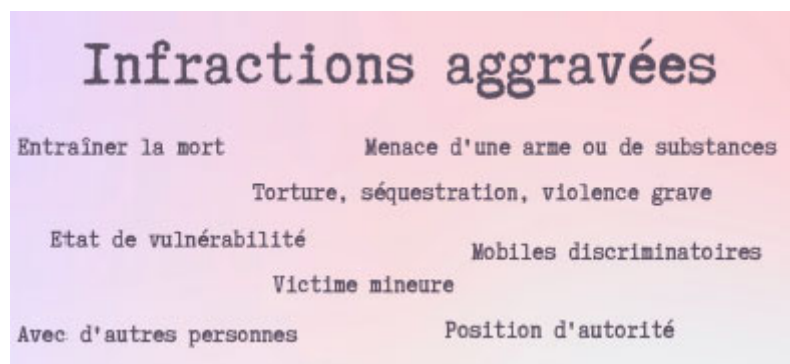 Infractions aggravées
Entraîner la mort
Menace d'une arme ou de substances
Torture, séquestration, violence grave
Etat de vulnérabilité
Mobiles discriminatoires
Victime mineure
Avec d'autres personnes
Position d'autorité